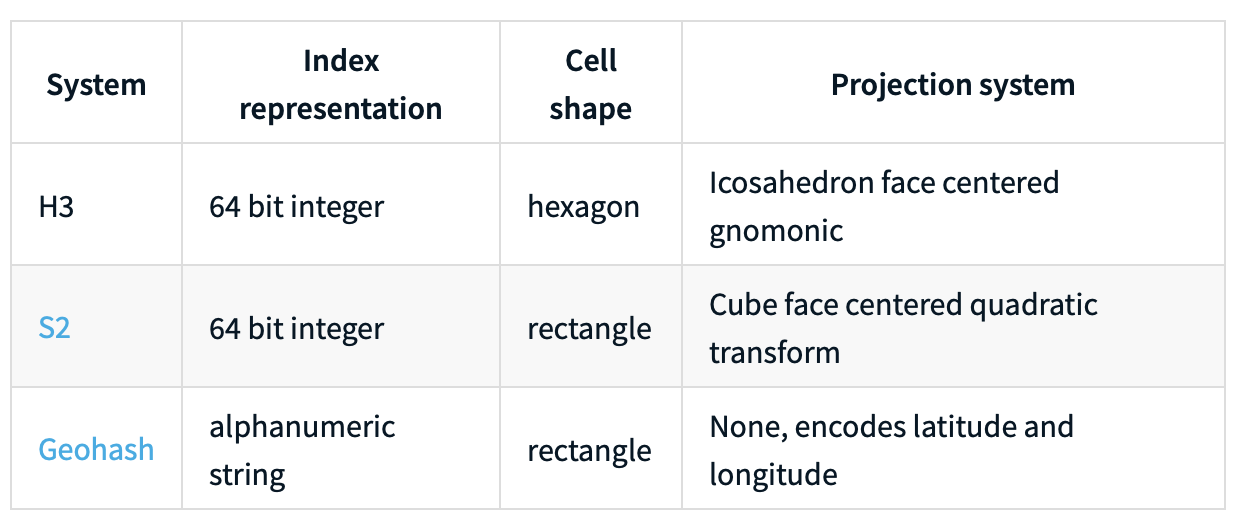 System
Index
representation
Cell
shape
Projection system
H3
64 bit integer
hexagon
Icosahedron face centered
gnomonic
S2
64 bit integer
rectangle
Cube face centered quadratic
transform
Geohash
alphanumeric
string
rectangle
None, encodes latitude and
longitude